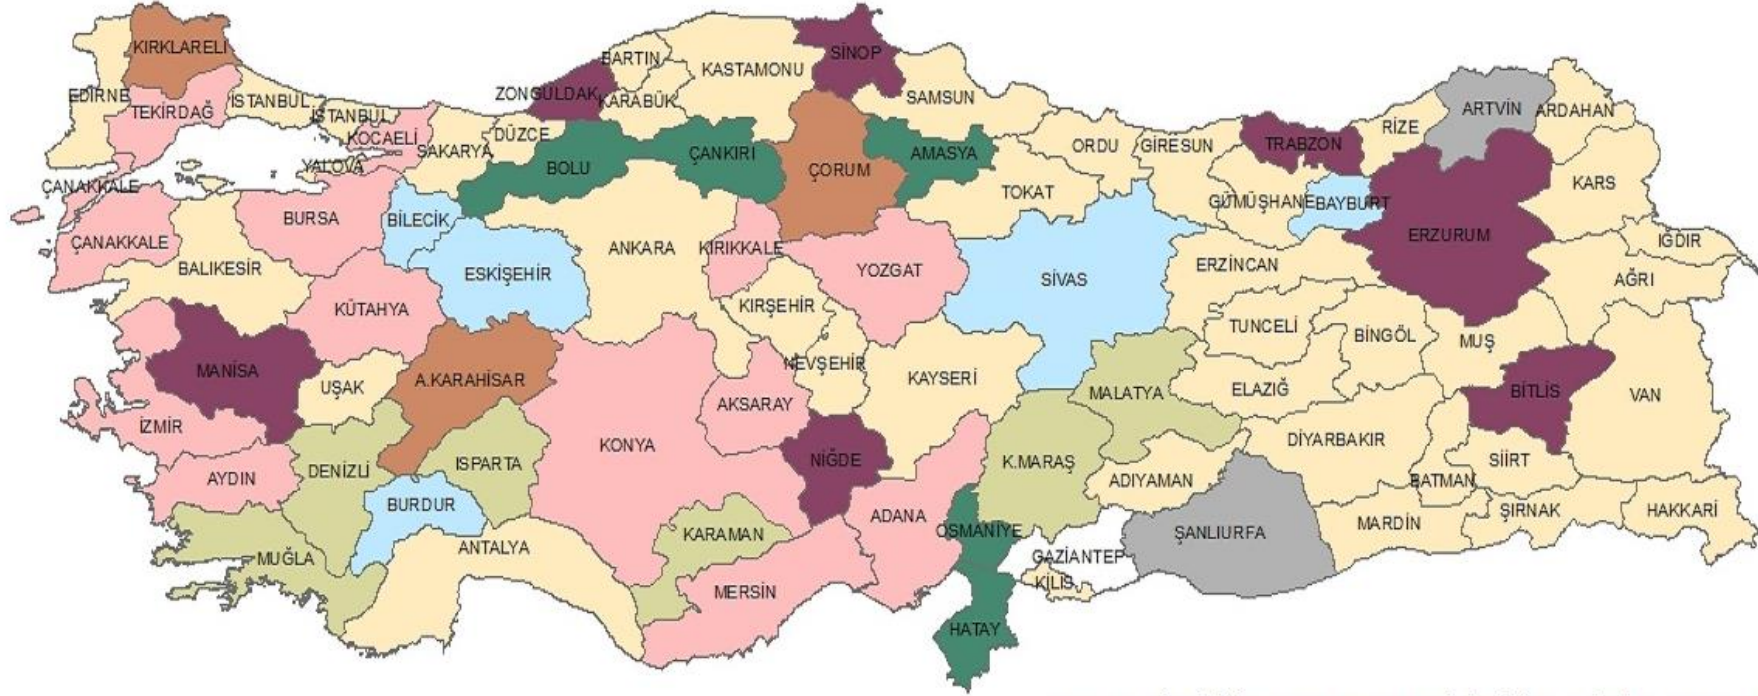 KIRKLARELİ
EDİRNE
TEKİRDAĞ
İSTANBUL
İSTANBUL
KOCAELİ
YALOVA
SAKARYA
DÜZCE
ZONGULDAK
BARTIN
KARABÜK
KASTAMONU
SİNOP
SAMSUN
BOLU
ÇANKIRI
ÇORUM
AMASYA
ORDU
GİRESUN
TRABZON
RİZE
ARTVİN
ARDAHAN
ÇANAKKALE
ÇANAKKALE
BURSA
BİLECİK
TOKAT
GÜMÜŞHANE
BAYBURT
KARS
BALIKESİR
ESKİŞEHİR
ANKARA
KIRIKKALE
YOZGAT
SİVAS
ERZİNCAN
ERZURUM
IĞDIR
AĞRI
KÜTAHYA
KIRŞEHİR
TUNCELİ
BİNGÖL
MUŞ
MANİSA
UŞAK
A.KARAHİSAR
NEVŞEHİR
KAYSERİ
MALATYA
ELAZIĞ
BİTLİS
VAN
İZMİR
AKSARAY
KONYA
DİYARBAKIR
AYDIN
DENİZLİ
ISPARTA
NİĞDE
K.MARAŞ
ADIYAMAN
SİİRT
BATMAN
BURDUR
ADANA
OSMANİYE
ŞANLIURFA
MARDİN
ŞIRNAK
HAKKARİ
MUĞLA
ANTALYA
KARAMAN
GAZİANTEP
KİLİS
MERSİN
HATAY